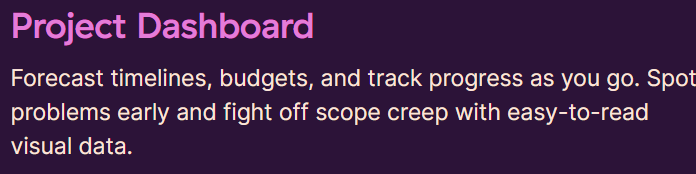 Project Dashboard
Forecast timelines, budgets, and track progress as you go. Spot
problems early and fight off scope creep with easy-to-read
visual data.